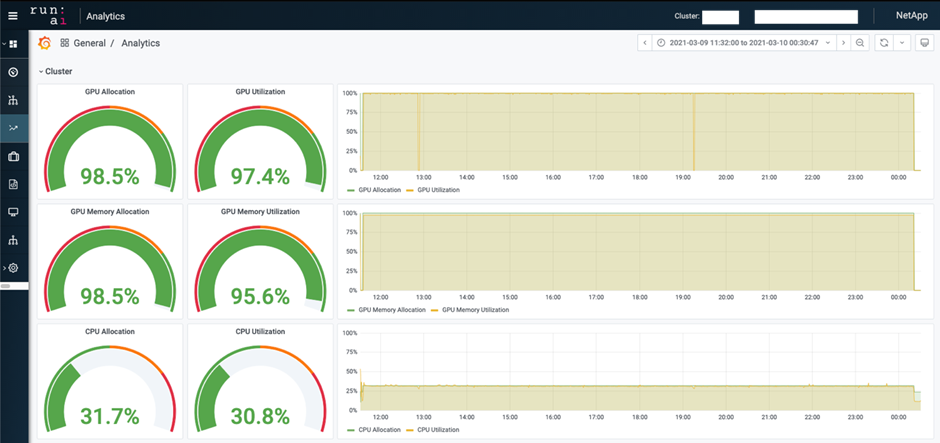 run:
ai
Analytics
Cluster:
NetApp
General / Analytics
2021-03-09 11:32:00 to 2021-03-10 00:30:47
Cluster
GPU Allocation
98.5%
GPU Utilization
97.4%
100%
75%
50%
25%
0%
12:00 13:00 14:00 15:00 16:00 17:00 18:00 19:00 20:00 21:00 22:00 23:00 00:00
GPU Allocation GPU Utilization
GPU Memory Allocation
98.5%
GPU Memory Utilization
95.6%
100%
75%
50%
25%
0%
12:00 13:00 14:00 15:00 16:00 17:00 18:00 19:00 20:00 21:00 22:00 23:00 00:00
GPU Memory Allocation GPU Memory Utilization
CPU Allocation
31.7%
CPU Utilization
30.8%
100%
75%
50%
25%
0%
12:00 13:00 14:00 15:00 16:00 17:00 18:00 19:00 20:00 21:00 22:00 23:00 00:00
CPU Allocation CPU Utilization